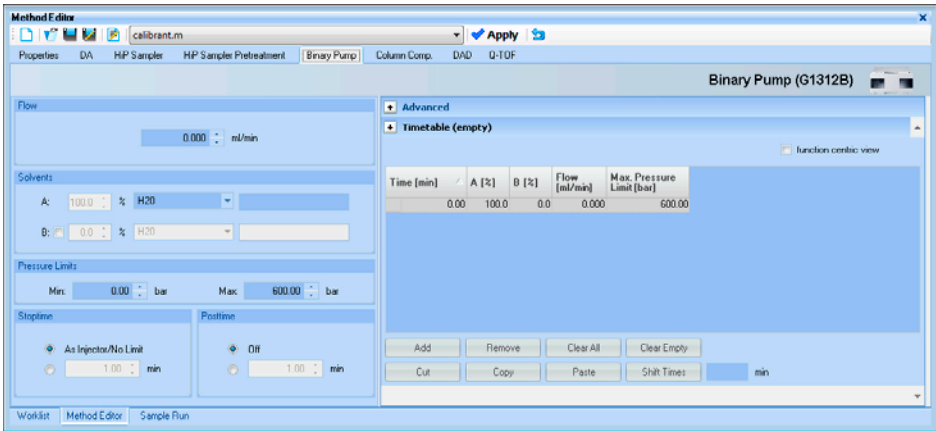 Method Editor
x
calibrant.m Apply
Properties DA HiP Sampler HiP Sampler Pretreatment Binary Pump Column Comp. DAD Q-TOF
Binary Pump (G1312B)
Flow
0.000 ml/min
Solvents
A: 100.0 % H20
B: 0.0 % H20
Pressure Limits
Min: 0.00 bar Max: 600.00 bar
Stoptime
As Injector/No Limit
1.00 min
Posttime
Off
1.00 min
+ Advanced
+ Timetable (empty)
function centric view
Time [min] A [%] B [%] Flow [ml/min] Max. Pressure Limit [bar]
0.00 100.0 0.0 0.000 600.00
Add Remove Clear All Clear Empty
Cut Copy Paste Shift Times min
Worklist Method Editor Sample Run